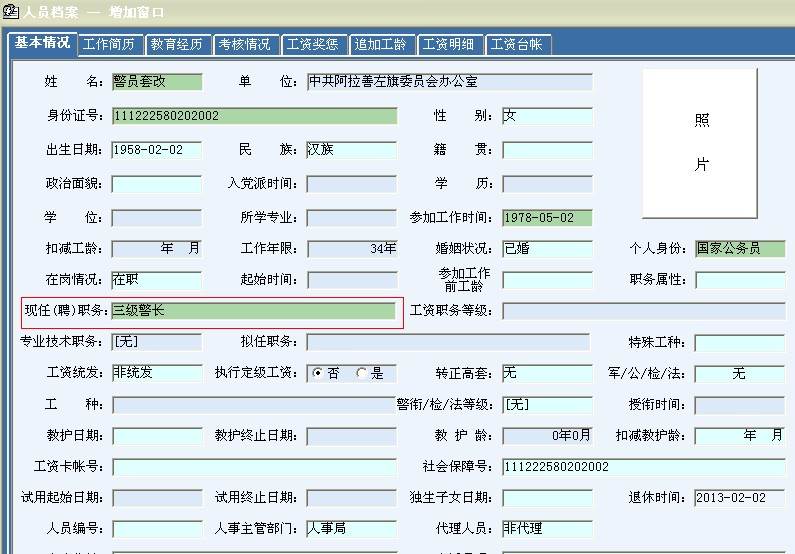 人员档案 — 增加窗口
基本情况 工作简历 教育经历 考核情况 工资奖惩 追加工龄 工资明细 工资台帐
姓 名: 警员套改 单 位: 中共阿拉善左旗委员会办公室
身份证号: 111222580202002 性 别: 女
照
出生日期: 1958-02-02 民 族: 汉族 籍 贯:
片
政治面貌: 入党派时间: 学 历:
学 位: 所学专业: 参加工作时间: 1978-05-02
扣减工龄: 年 月 工作年限: 34年 婚姻状况: 已婚 个人身份: 国家公务员
在岗情况: 在职 起始时间: 参加工作前工龄 职务属性:
现任(聘)职务: 三级警长 工资职务等级:
专业技术职务: [无] 拟任职务: 特殊工种:
工资统发: 非统发 执行定级工资: 否 是 转正高套: 无 军/公/检/法: 无
工 种: 警衔/检/法等级: [无] 授衔时间:
教护日期: 教护终止日期: 教 护 龄: 0年0月 扣减教护龄: 年 月
工资卡帐号: 社会保障号: 111222580202002
试用起始日期: 试用终止日期: 独生子女日期: 退休时间: 2013-02-02
人员编号: 人事主管部门: 人事局 代理人员: 非代理